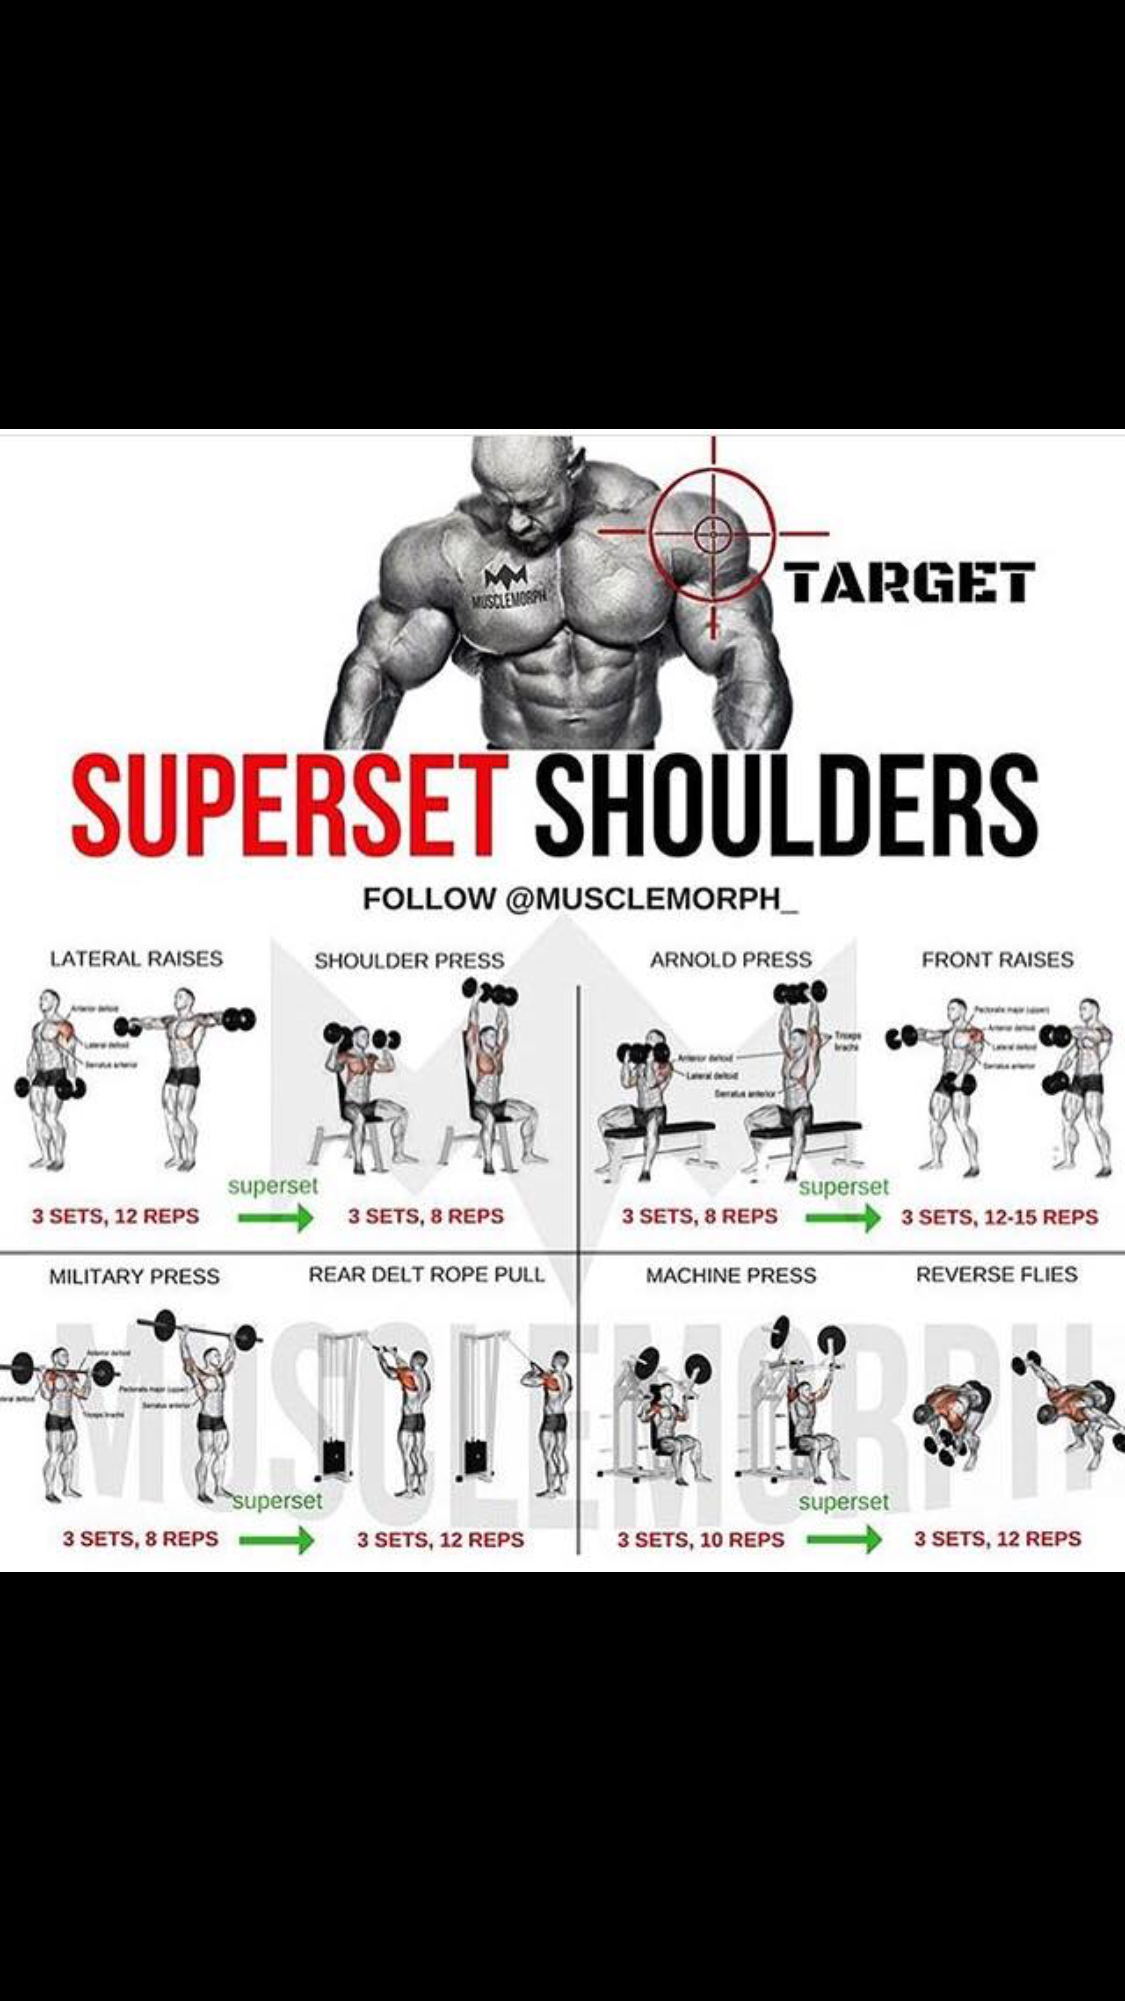 MUSCLEMORPH
TARGET
SUPERSET SHOULDERS
FOLLOW @MUSCLEMORPH_
LATERAL RAISES
Anterior deltoid
Lateral deltoid
Serratus anterior
SHOULDER PRESS
superset
3 SETS, 12 REPS
3 SETS, 8 REPS
ARNOLD PRESS
Anterior deltoid
Lateral deltoid
Serratus anterior
Triceps
brachii
FRONT RAISES
Pectoralis major (upper)
Anterior deltoid
Lateral deltoid
Serratus anterior
superset
3 SETS, 8 REPS
3 SETS, 12-15 REPS
MILITARY PRESS
Anterior deltoid
Pectoralis major (upper)
Serratus anterior
deltoid
Triceps brachii
REAR DELT ROPE PULL
superset
3 SETS, 8 REPS
3 SETS, 12 REPS
MACHINE PRESS
REVERSE FLIES
superset
3 SETS, 10 REPS
3 SETS, 12 REPS
MUSCLEMORPH